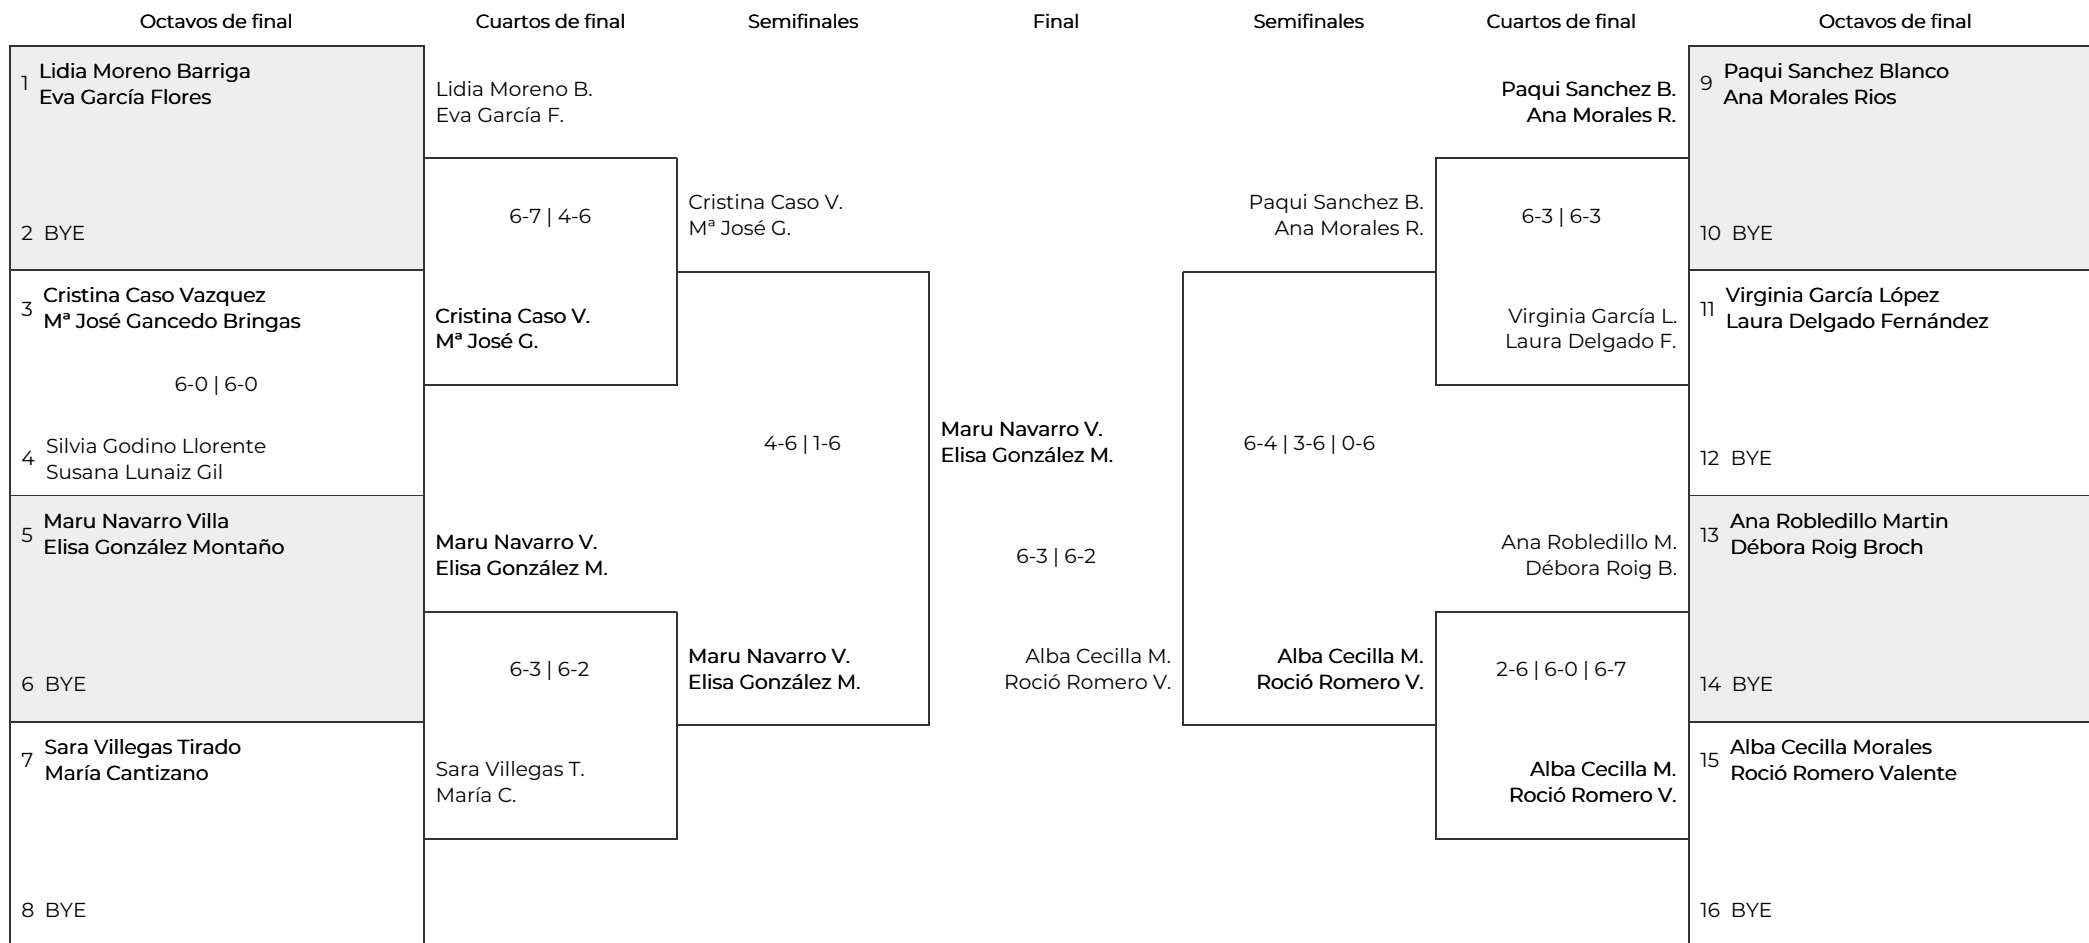 Octavos de final
Cuartos de final
Semifinales
Final
Semifinales
Cuartos de final
Octavos de final
1
Lidia Moreno Barriga
Eva García Flores
2 BYE
3
Cristina Caso Vazquez
Mª José Gancedo Bringas
6-0 | 6-0
4
Silvia Godino Llorente
Susana Lunaiz Gil
5
Maru Navarro Villa
Elisa González Montaño
6 BYE
7
Sara Villegas Tirado
María Cantizano
8 BYE
Lidia Moreno B.
Eva García F.
6-7 | 4-6
Cristina Caso V.
Mª José G.
Maru Navarro V.
Elisa González M.
6-3 | 6-2
Sara Villegas T.
María C.
Cristina Caso V.
Mª José G.
4-6 | 1-6
Maru Navarro V.
Elisa González M.
Maru Navarro V.
Elisa González M.
6-3 | 6-2
Alba Cecilla M.
Roció Romero V.
Paqui Sanchez B.
Ana Morales R.
6-4 | 3-6 | 0-6
Alba Cecilla M.
Roció Romero V.
Paqui Sanchez B.
Ana Morales R.
6-3 | 6-3
Virginia García L.
Laura Delgado F.
Ana Robledillo M.
Débora Roig B.
2-6 | 6-0 | 6-7
Alba Cecilla M.
Roció Romero V.
9
Paqui Sanchez Blanco
Ana Morales Rios
10 BYE
11
Virginia García López
Laura Delgado Fernández
12 BYE
13
Ana Robledillo Martin
Débora Roig Broch
14 BYE
15
Alba Cecilla Morales
Roció Romero Valente
16 BYE